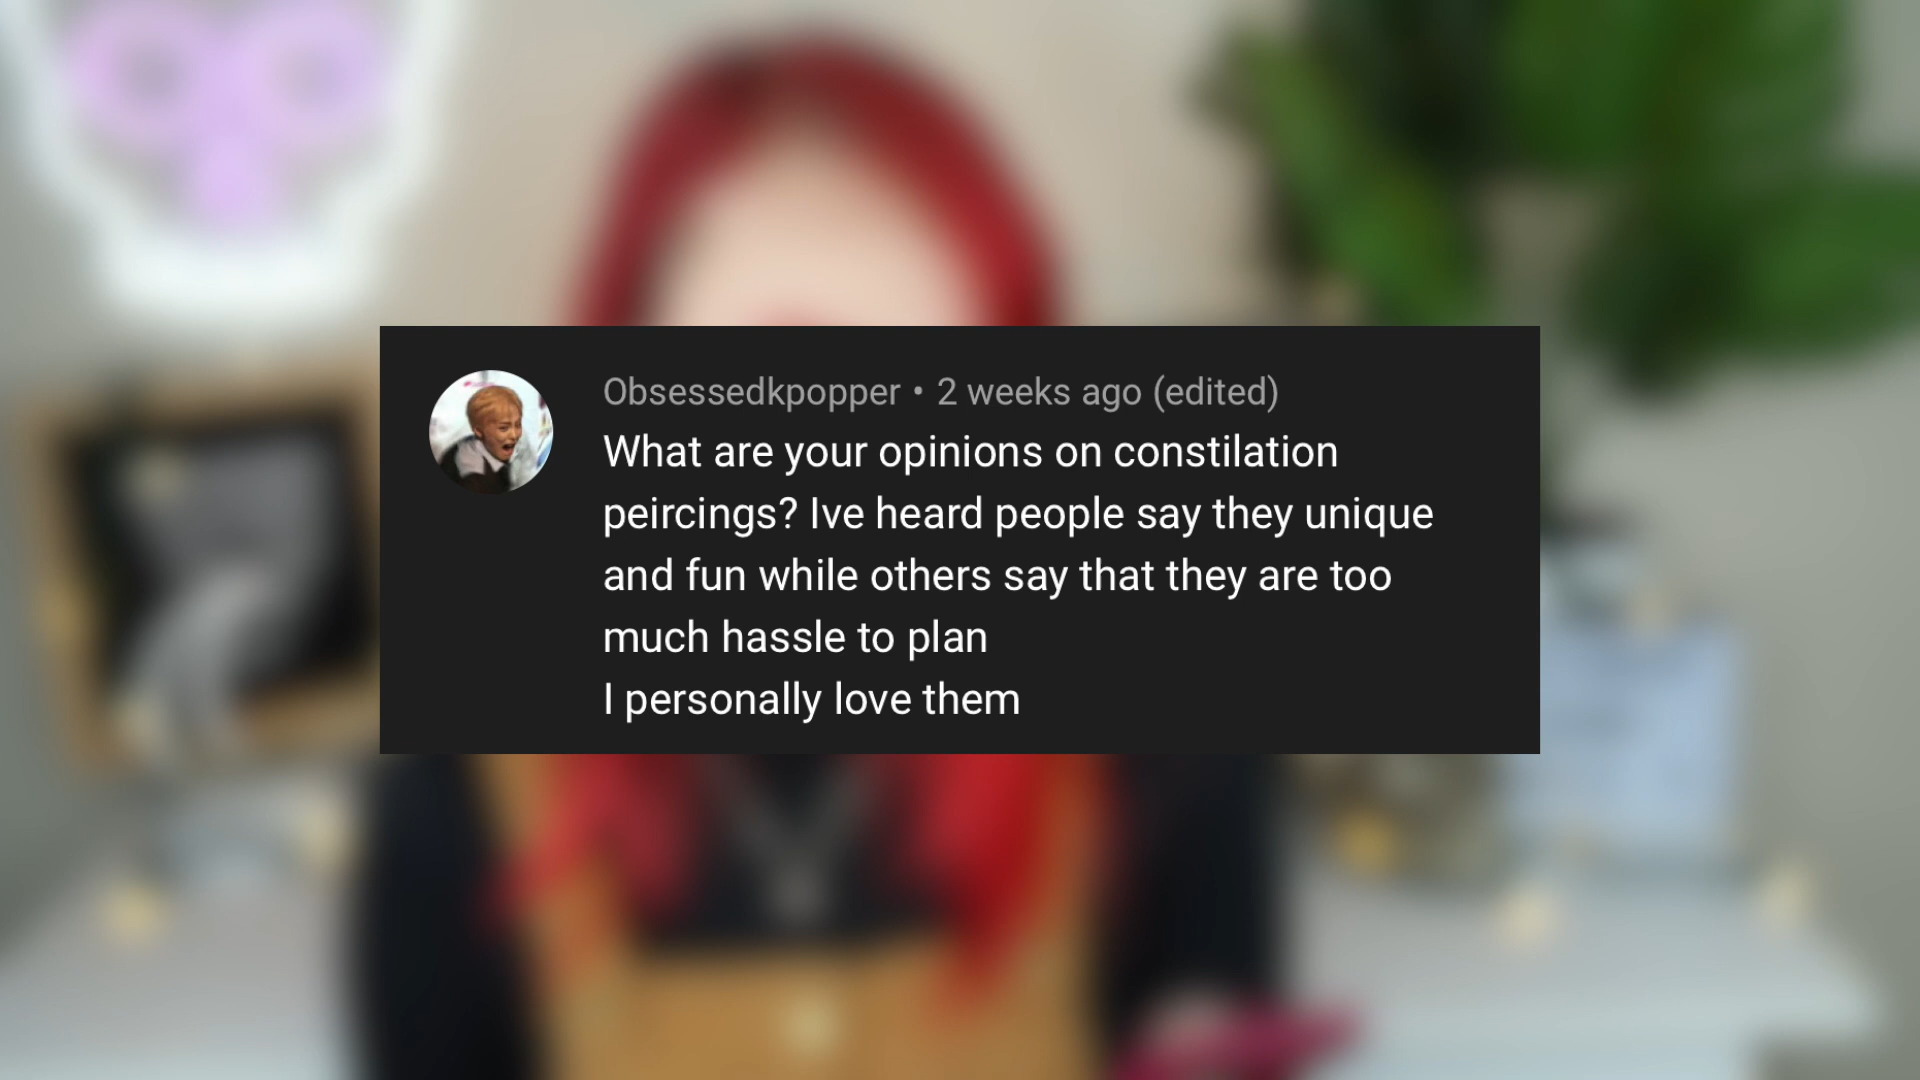 Obsessedkpopper • 2 weeks ago (edited)
What are your opinions on constilation
peircings? Ive heard people say they unique
and fun while others say that they are too
much hassle to plan
I personally love them